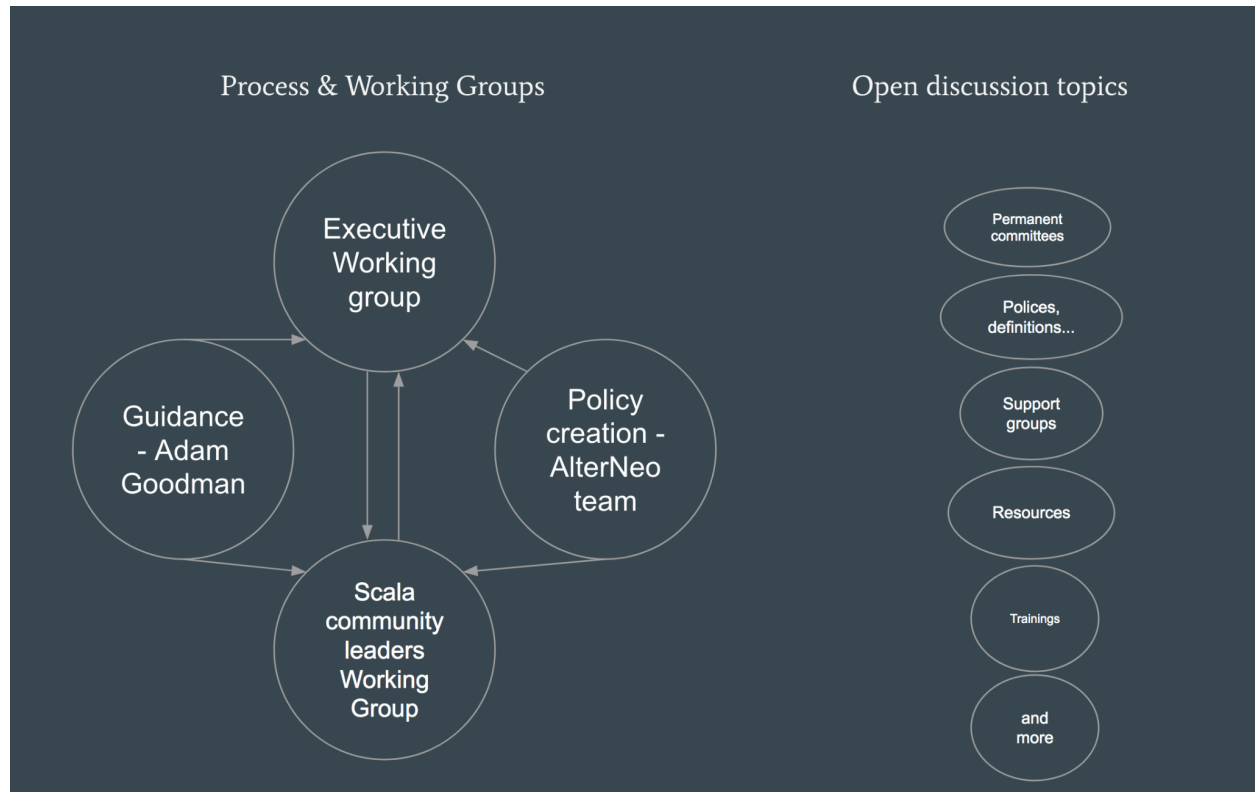 Process & Working Groups
Open discussion topics
Executive
Working
group
Guidance
- Adam
Goodman
Policy
creation -
AlterNeo
team
Scala
community
leaders
Working
Group
Permanent
committees
Polices,
definitions...
Support
groups
Resources
Trainings
and
more